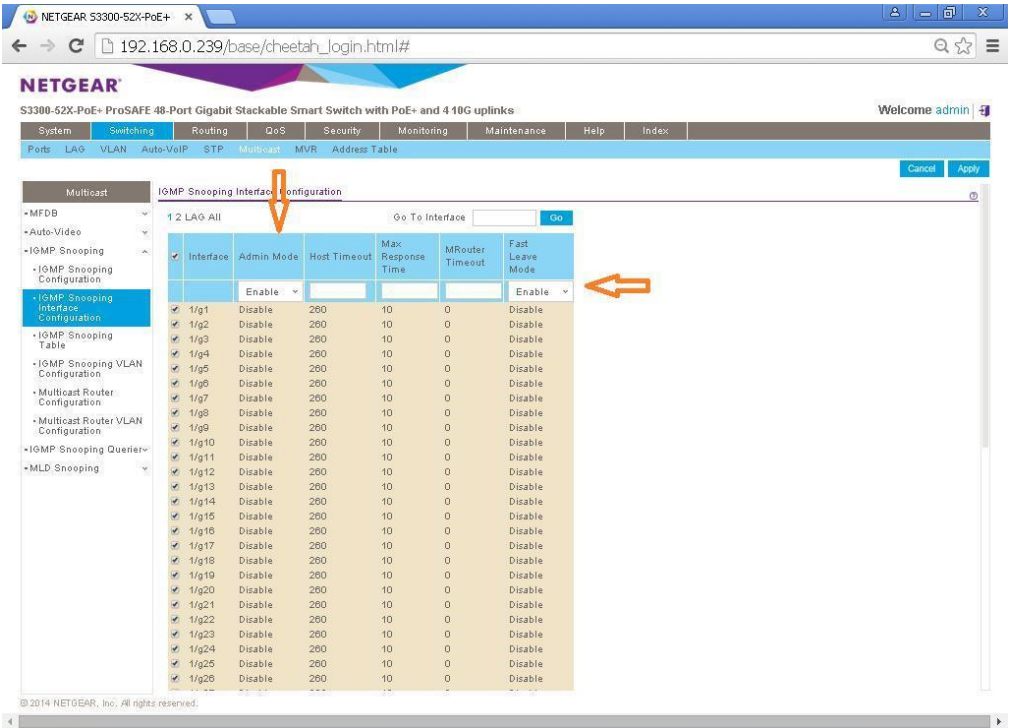 NETGEAR S3300-52X-PoE+
192.168.0.239/base/cheetah_login.html#
NETGEAR®
S3300-52X-PoE+ ProSAFE 48-Port Gigabit Stackable Smart Switch with PoE+ and 4 10G uplinks
Welcome admin
System Switching Routing QoS Security Monitoring Maintenance Help Index
Ports LAG VLAN Auto-VoIP STP Multicast MVR Address Table
Cancel Apply
Multicast
MFDB
Auto-Video
IGMP Snooping
IGMP Snooping
Configuration
IGMP Snooping
Interface
Configuration
IGMP Snooping
Table
IGMP Snooping VLAN
Configuration
Multicast Router
Configuration
Multicast Router VLAN
Configuration
IGMP Snooping Querier
MLD Snooping
IGMP Snooping Interface Configuration
1 2 LAG All
Go To Interface Go
Interface Admin Mode Host Timeout Max Response Time MRouter Timeout Fast Leave Mode
Enable Enable
1/g1 Disable 260 10 0 Disable
1/g2 Disable 260 10 0 Disable
1/g3 Disable 260 10 0 Disable
1/g4 Disable 260 10 0 Disable
1/g5 Disable 260 10 0 Disable
1/g6 Disable 260 10 0 Disable
1/g7 Disable 260 10 0 Disable
1/g8 Disable 260 10 0 Disable
1/g9 Disable 260 10 0 Disable
1/g10 Disable 260 10 0 Disable
1/g11 Disable 260 10 0 Disable
1/g12 Disable 260 10 0 Disable
1/g13 Disable 260 10 0 Disable
1/g14 Disable 260 10 0 Disable
1/g15 Disable 260 10 0 Disable
1/g16 Disable 260 10 0 Disable
1/g17 Disable 260 10 0 Disable
1/g18 Disable 260 10 0 Disable
1/g19 Disable 260 10 0 Disable
1/g20 Disable 260 10 0 Disable
1/g21 Disable 260 10 0 Disable
1/g22 Disable 260 10 0 Disable
1/g23 Disable 260 10 0 Disable
1/g24 Disable 260 10 0 Disable
1/g25 Disable 260 10 0 Disable
1/g26 Disable 260 10 0 Disable
© 2014 NETGEAR, Inc. All rights reserved.